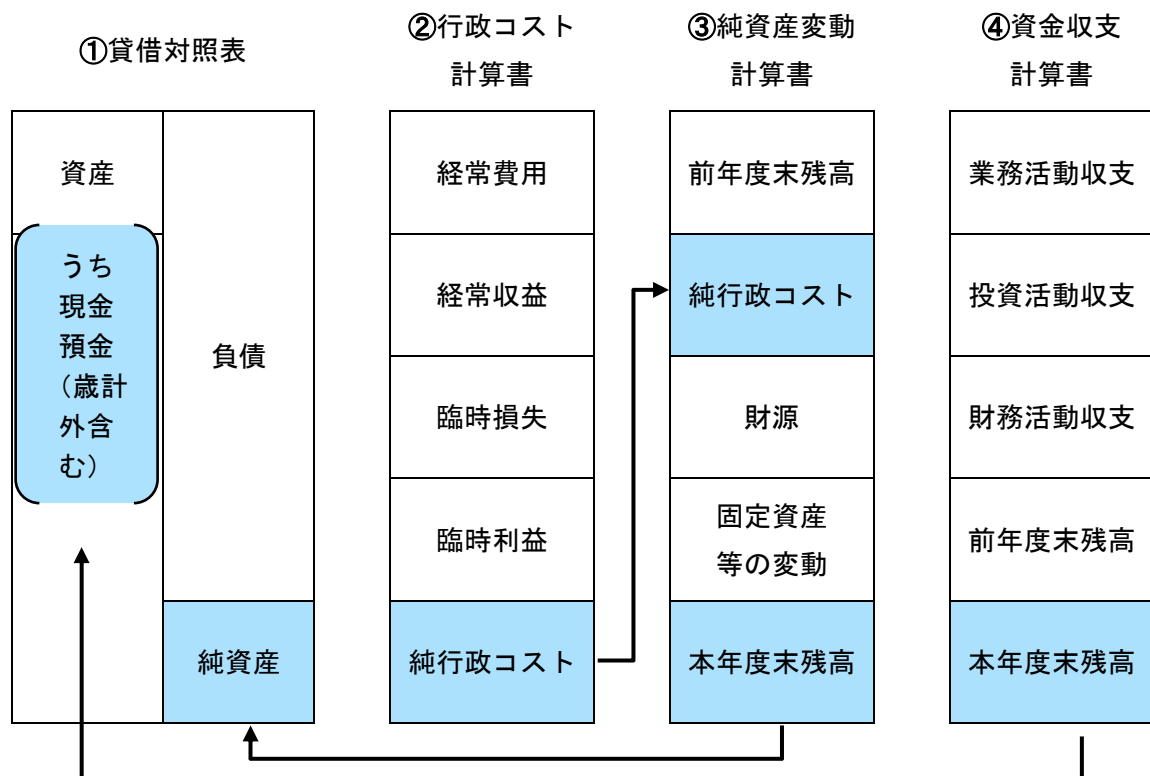 ①貸借対照表
資産
うち
現金
預金
（歳計
外含
む）
負債
純資産
②行政コスト
計算書
経常費用
経常収益
臨時損失
臨時利益
純行政コスト
③純資産変動
計算書
前年度末残高
純行政コスト
財源
固定資産
等の変動
本年度末残高
④資金収支
計算書
業務活動収支
投資活動収支
財務活動収支
前年度末残高
本年度末残高